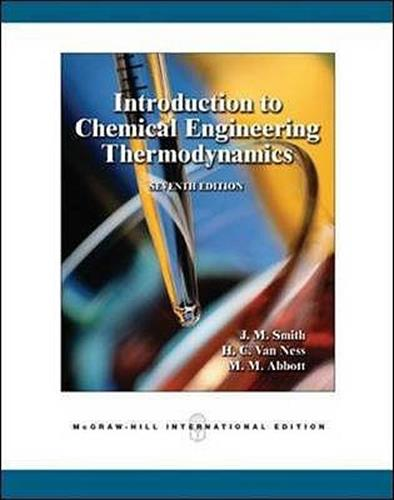 Introduction to
Chemical Engineering
Thermodynamics
SEVENTH EDITION
J. M. Smith
H. C. Van Ness
M. M. Abbott
McGRAW-HILL INTERNATIONAL EDITION